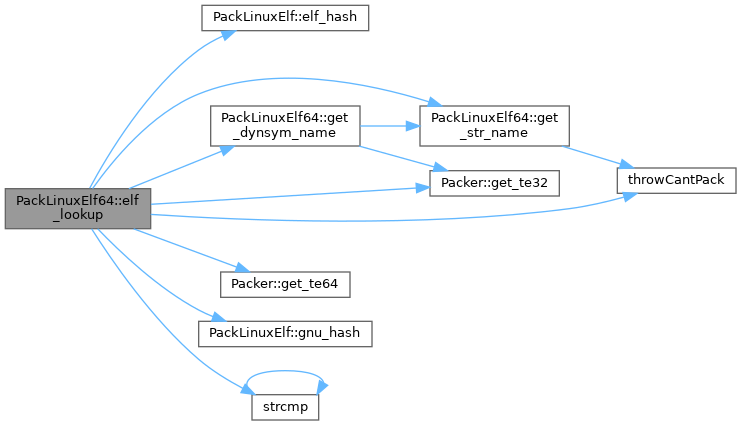 PackLinuxElf::elf_hash
PackLinuxElf64::get
_dynsym_name
PackLinuxElf64::get
_str_name
Packer::get_te32
throwCantPack
PackLinuxElf64::elf
_lookup
Packer::get_te64
PackLinuxElf::gnu_hash
strcmp